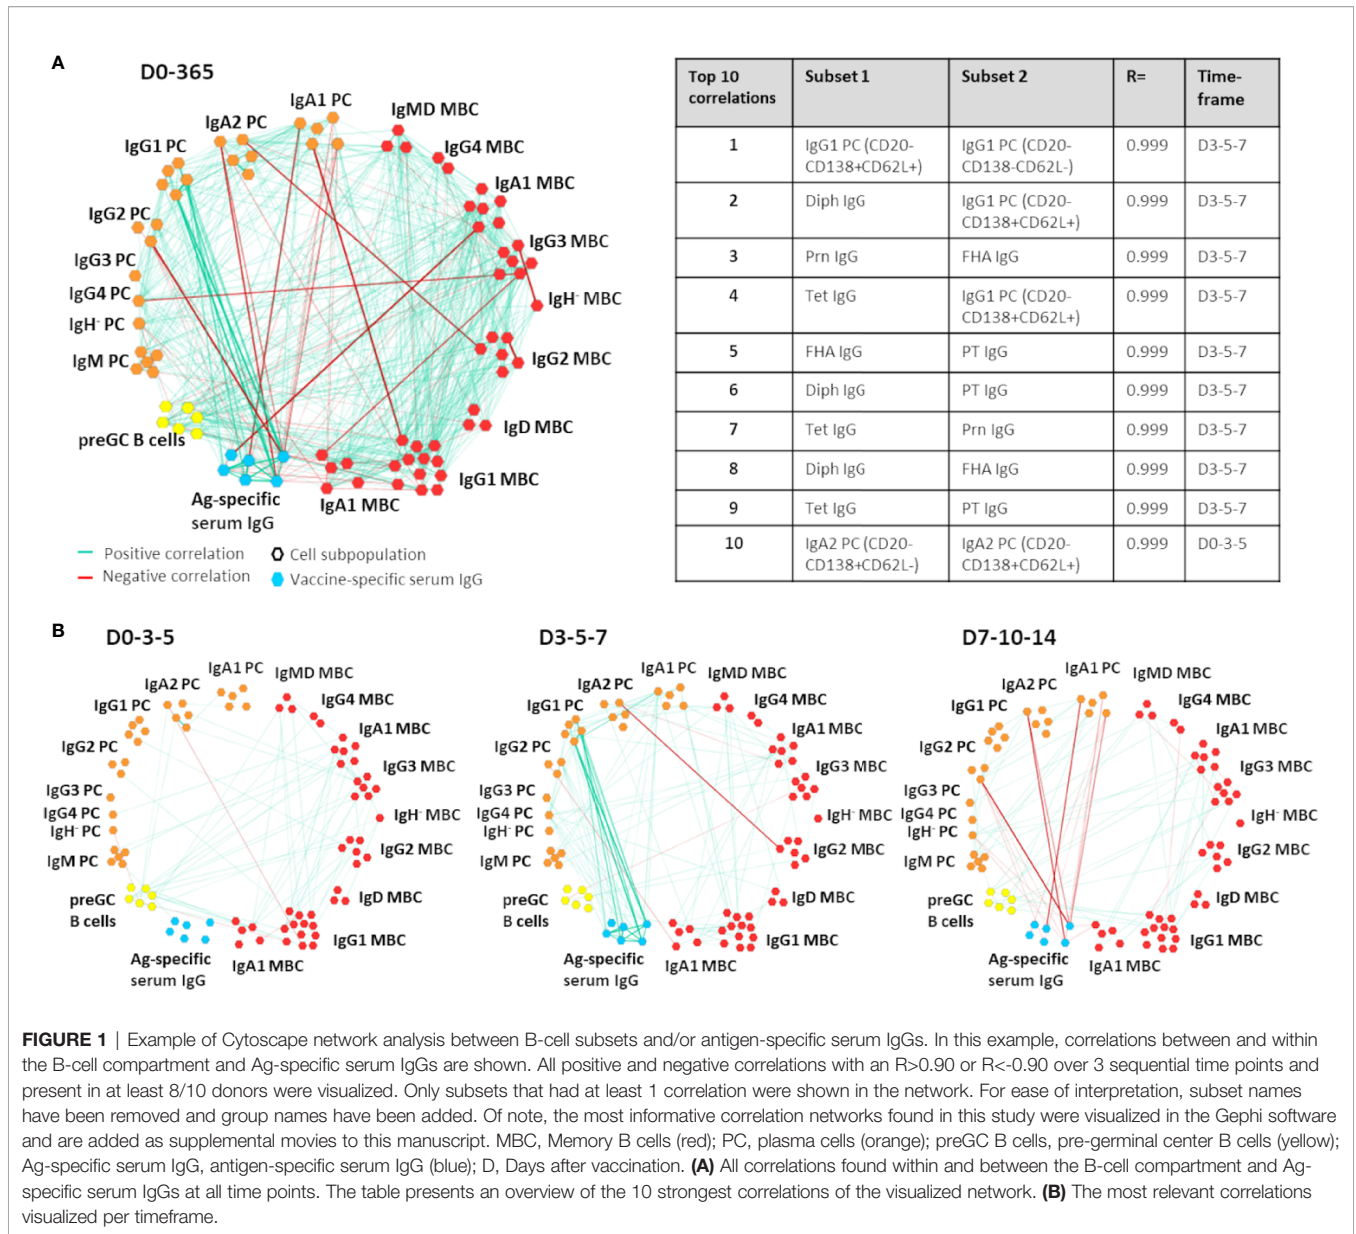 A
D0-365
IgA1 PC
IgMD MBC
IgA2 PC
IgG4 MBC
IgG1 PC
IgA1 MBC
IgG2 PC
IgG3 MBC
IgG3 PC
IgG4 PC
IgH- MBC
IgH- PC
IgM PC
IgG2 MBC
preGC B cells
IgD MBC
IgG1 MBC
Ag-specific
serum IgG
IgA1 MBC
Positive correlation
Cell subpopulation
Negative correlation
Vaccine-specific serum IgG
Top 10 correlations Subset 1 Subset 2 R= Time-frame
1 IgG1 PC (CD20-CD138+CD62L+) IgG1 PC (CD20-CD138-CD62L-) 0.999 D3-5-7
2 Diph IgG IgG1 PC (CD20-CD138+CD62L+) 0.999 D3-5-7
3 Prn IgG FHA IgG 0.999 D3-5-7
4 Tet IgG IgG1 PC (CD20-CD138+CD62L+) 0.999 D3-5-7
5 FHA IgG PT IgG 0.999 D3-5-7
6 Diph IgG PT IgG 0.999 D3-5-7
7 Tet IgG Prn IgG 0.999 D3-5-7
8 Diph IgG FHA IgG 0.999 D3-5-7
9 Tet IgG PT IgG 0.999 D3-5-7
10 IgA2 PC (CD20-CD138+CD62L-) IgA2 PC (CD20-CD138+CD62L+) 0.999 D0-3-5
B
D0-3-5
IgA1 PC
IgMD MBC
IgA2 PC
IgG4 MBC
IgG1 PC
IgA1 MBC
IgG2 PC
IgG3 MBC
IgG3 PC
IgG4 PC
IgH- MBC
IgH- PC
IgG2 MBC
IgM PC
preGC
B cells
IgD MBC
IgG1 MBC
Ag-specific
serum IgG
IgA1 MBC
D3-5-7
IgA1 PC
IgMD MBC
IgA2 PC
IgG4 MBC
IgG1 PC
IgA1 MBC
IgG2 PC
IgG3 MBC
IgG3 PC
IgG4 PC
IgH- MBC
IgH- PC
IgG2 MBC
IgM PC
preGC
B cells
IgD MBC
IgG1 MBC
Ag-specific
serum IgG
IgA1 MBC
D7-10-14
IgA1 PC
IgMD MBC
IgA2 PC
IgG4 MBC
IgG1 PC
IgA1 MBC
IgG2 PC
IgG3 MBC
IgG3 PC
IgG4 PC
IgH- MBC
IgH- PC
IgG2 MBC
IgM PC
preGC
B cells
IgD MBC
IgG1 MBC
Ag-specific
serum IgG
IgA1 MBC
FIGURE 1 | Example of Cytoscape network analysis between B-cell subsets and/or antigen-specific serum IgGs. In this example, correlations between and within
the B-cell compartment and Ag-specific serum IgGs are shown. All positive and negative correlations with an R>0.90 or R<-0.90 over 3 sequential time points and
present in at least 8/10 donors were visualized. Only subsets that had at least 1 correlation were shown in the network. For ease of interpretation, subset names
have been removed and group names have been added. Of note, the most informative correlation networks found in this study were visualized in the Gephi software
and are added as supplemental movies to this manuscript. MBC, Memory B cells (red); PC, plasma cells (orange); preGC B cells, pre-germinal center B cells (yellow);
Ag-specific serum IgG, antigen-specific serum IgG (blue); D, Days after vaccination. (A) All correlations found within and between the B-cell compartment and Ag-
specific serum IgGs at all time points. The table presents an overview of the 10 strongest correlations of the visualized network. (B) The most relevant correlations
visualized per timeframe.